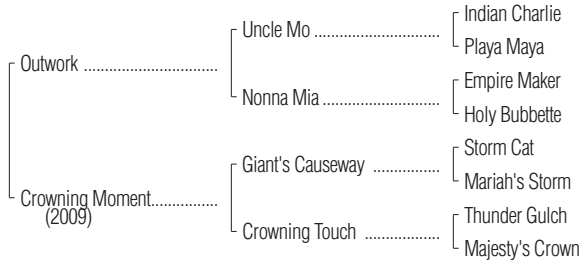 Indian Charlie
Uncle Mo ...............................
Playa Maya
Outwork .................................
Empire Maker
Nonna Mia .............................
Holy Bubbette
Storm Cat
Giant's Causeway .................
Mariah's Storm
Crowning Moment................
(2009)
Thunder Gulch
Crowning Touch ...................
Majesty's Crown